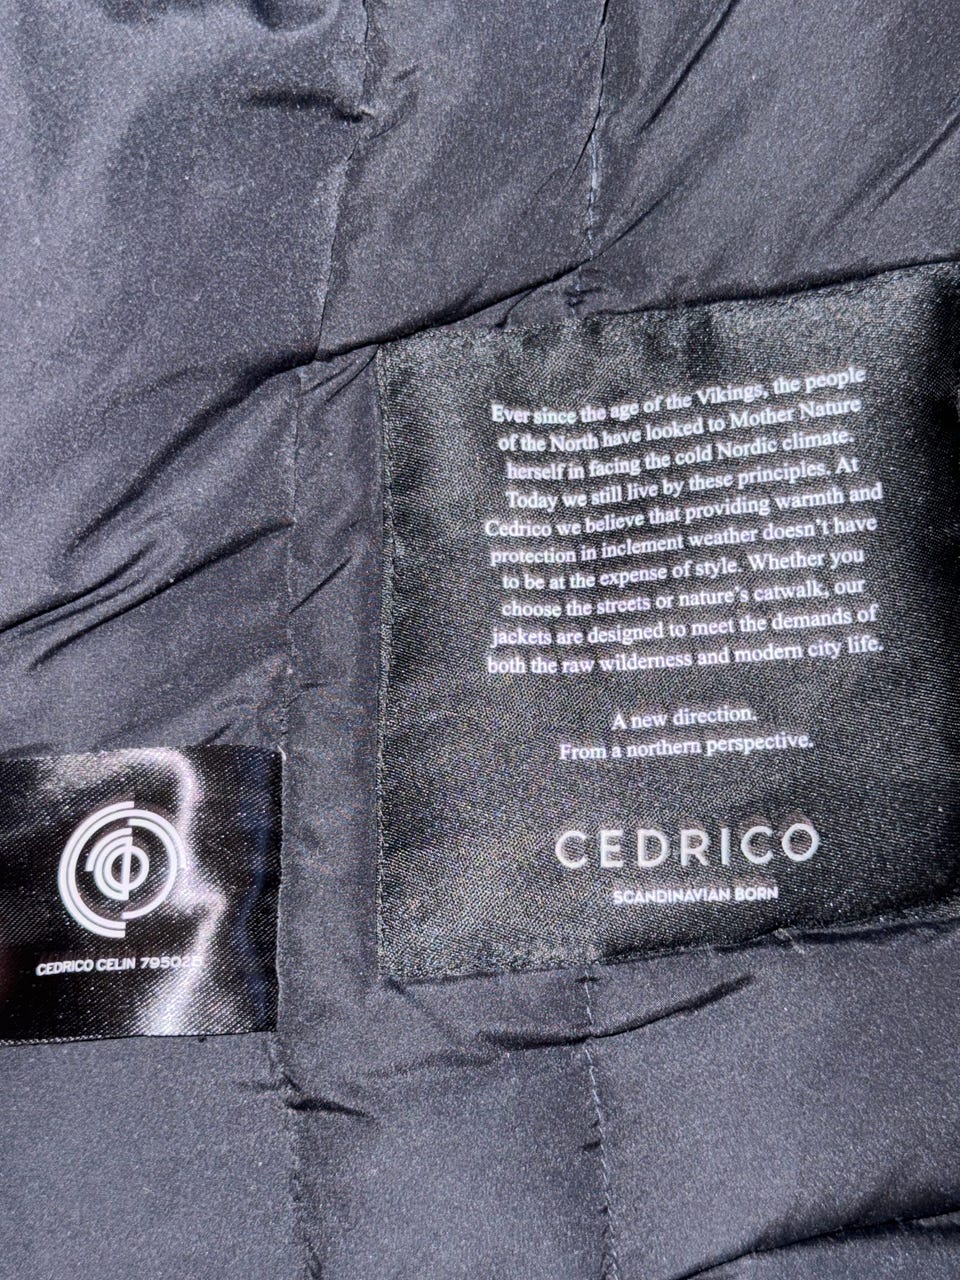 Ever since the age of the Vikings, the people
of the North have looked to Mother Nature
herself in facing the cold Nordic climate.
Today we still live by these principles. At
Cedrico we believe that providing warmth and
protection in inclement weather doesn't have
to be at the expense of style. Whether you
choose the streets or nature's catwalk, our
jackets are designed to meet the demands of
both the raw wilderness and modern city life.
A new direction.
From a northern perspective.
CEDRICO
SCANDINAVIAN BORN
CEDRICO CELIN